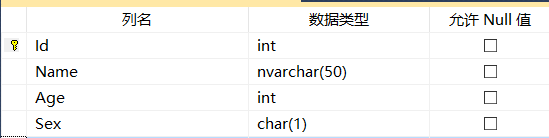 列名 数据类型 允许 Null 值
Id int
Name nvarchar(50)
Age int
Sex char(1)